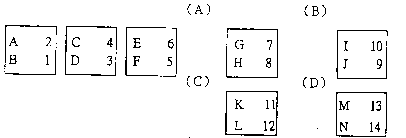 (A) (B)
A 2 C 4 E 6 G 7 I 10
B 1 D 3 F 5 H 8 J 9
(C) (D)
K 11 M 13
L 12 N 14